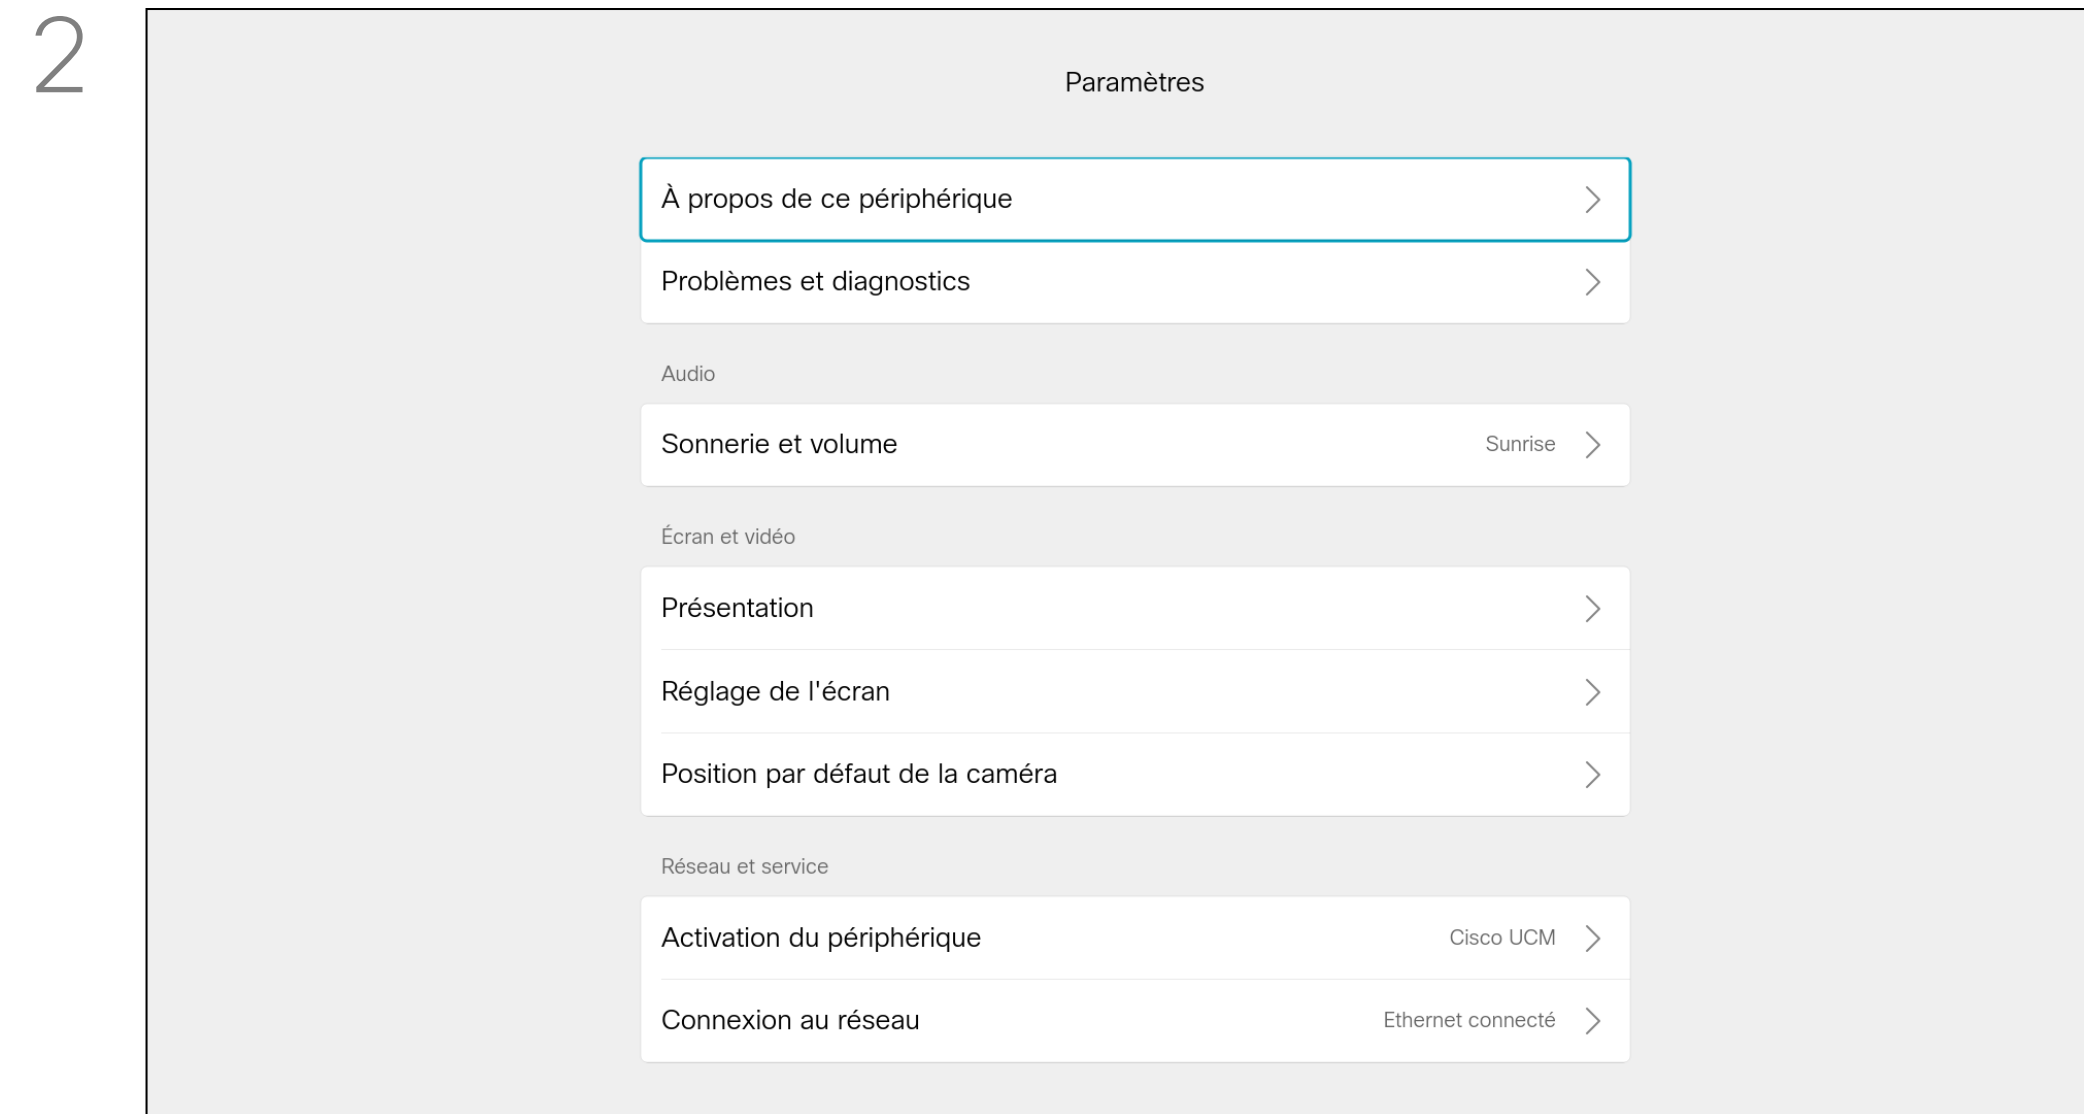 2
Paramètres
À propos de ce périphérique
Problèmes et diagnostics
Audio
Sonnerie et volume Sunrise
Écran et vidéo
Présentation
Réglage de l'écran
Position par défaut de la caméra
Réseau et service
Activation du périphérique Cisco UCM
Connexion au réseau Ethernet connecté